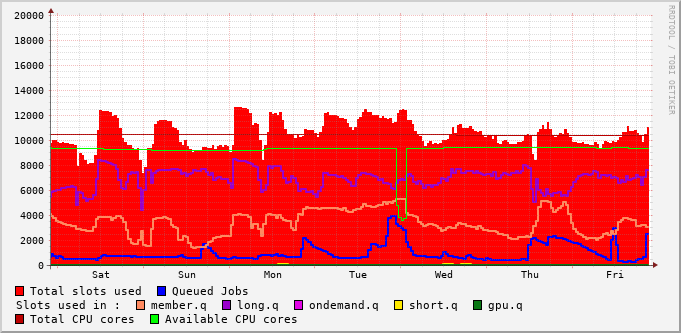 20000
18000
16000
14000
12000
10000
8000
6000
4000
2000
0
Sat Sun Mon Tue Wed Thu Fri
Total slots used Queued Jobs
Slots used in : member.q long.q ondemand.q short.q gpu.q
Total CPU cores Available CPU cores
RRDTOOL / TOBI OETIKER